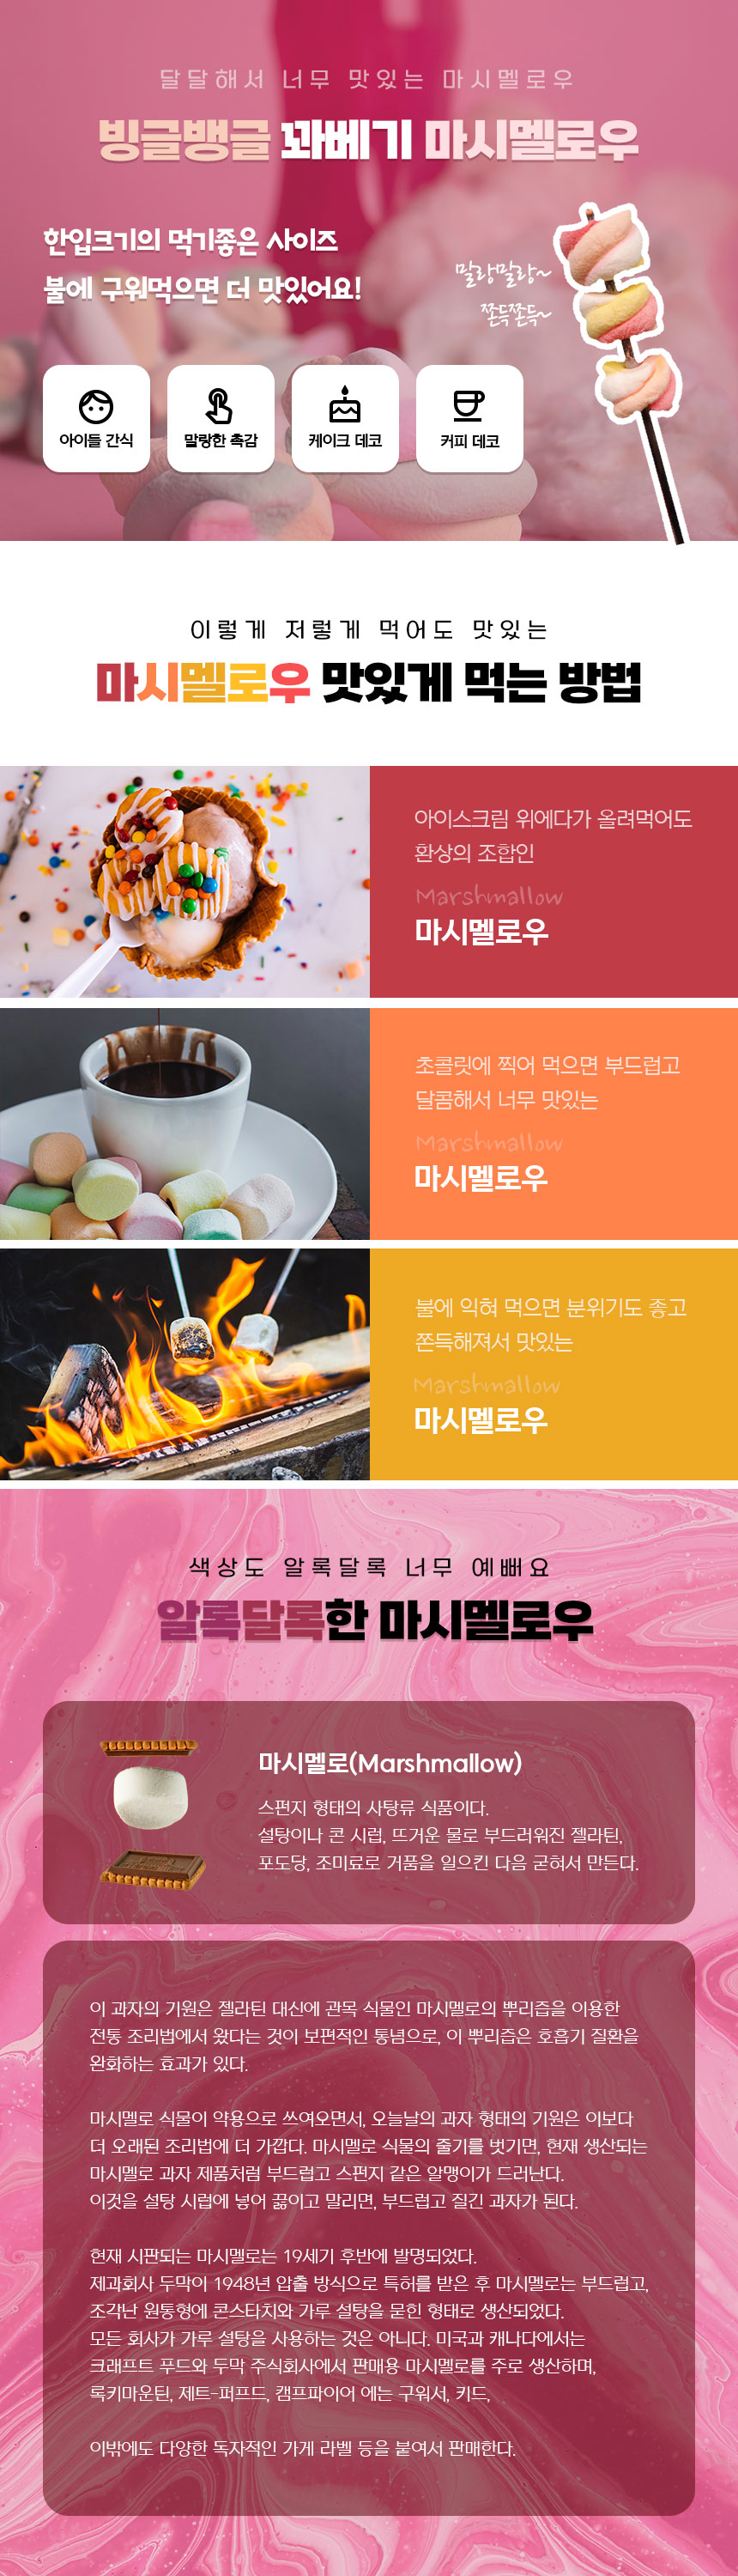 달달해서 너무 맛있는 마시멜로우
빙글뱅글 꽈베기 마시멜로우
한입크기의 먹기좋은 사이즈
불에 구워먹으면 더 맛있어요!
말랑말랑~
쫀득쫀득~
아이들 간식
말랑한 촉감
케이크 데코
커피 데코
이렇게 저렇게 먹어도 맛있는
마시멜로우 맛있게 먹는 방법
아이스크림 위에다가 올려먹어도
환상의 조합인
Marshmallow
마시멜로우
초콜릿에 찍어 먹으면 부드럽고
달콤해서 너무 맛있는
Marshmallow
마시멜로우
불에 익혀 먹으면 분위기도 좋고
쫀득해져서 맛있는
Marshmallow
마시멜로우
색상도 알록달록 너무 예뻐요
알록달록한 마시멜로우
마시멜로(Marshmallow)
스펀지 형태의 사탕류 식품이다.
설탕이나 콘 시럽, 뜨거운 물로 부드러워진 젤라틴,
포도당, 조미료로 거품을 일으킨 다음 굳혀서 만든다.
이 과자의 기원은 젤라틴 대신에 관목 식물인 마시멜로의 뿌리즙을 이용한
전통 조리법에서 왔다는 것이 보편적인 통념으로, 이 뿌리즙은 호흡기 질환을
완화하는 효과가 있다.
마시멜로 식물이 약용으로 쓰여오면서, 오늘날의 과자 형태의 기원은 이보다
더 오래된 조리법에 더 가깝다. 마시멜로 식물의 줄기를 벗기면, 현재 생산되는
마시멜로 과자 제품처럼 부드럽고 스펀지 같은 알맹이가 드러난다.
이것을 설탕 시럽에 넣어 끓이고 말리면, 부드럽고 질긴 과자가 된다.
현재 시판되는 마시멜로는 19세기 후반에 발명되었다.
제과회사 두막이 1948년 압출 방식으로 특허를 받은 후 마시멜로는 부드럽고,
조각난 원통형에 콘스타치와 가루 설탕을 묻힌 형태로 생산되었다.
모든 회사가 가루 설탕을 사용하는 것은 아니다. 미국과 캐나다에서는
크래프트 푸드와 두막 주식회사에서 판매용 마시멜로를 주로 생산하며,
록키마운틴, 제트-퍼프드, 캠프파이어 에는 구워서, 키드,
이밖에도 다양한 독자적인 가게 라벨 등을 붙여서 판매한다.